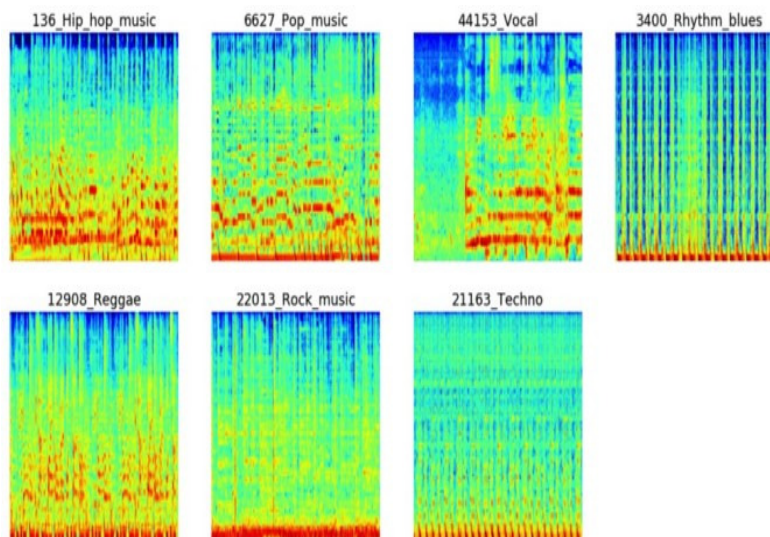 136_Hip_hop_music
6627_Pop_music
44153_Vocal
3400_Rhythm_blues
12908_Reggae
22013_Rock_music
21163_Techno